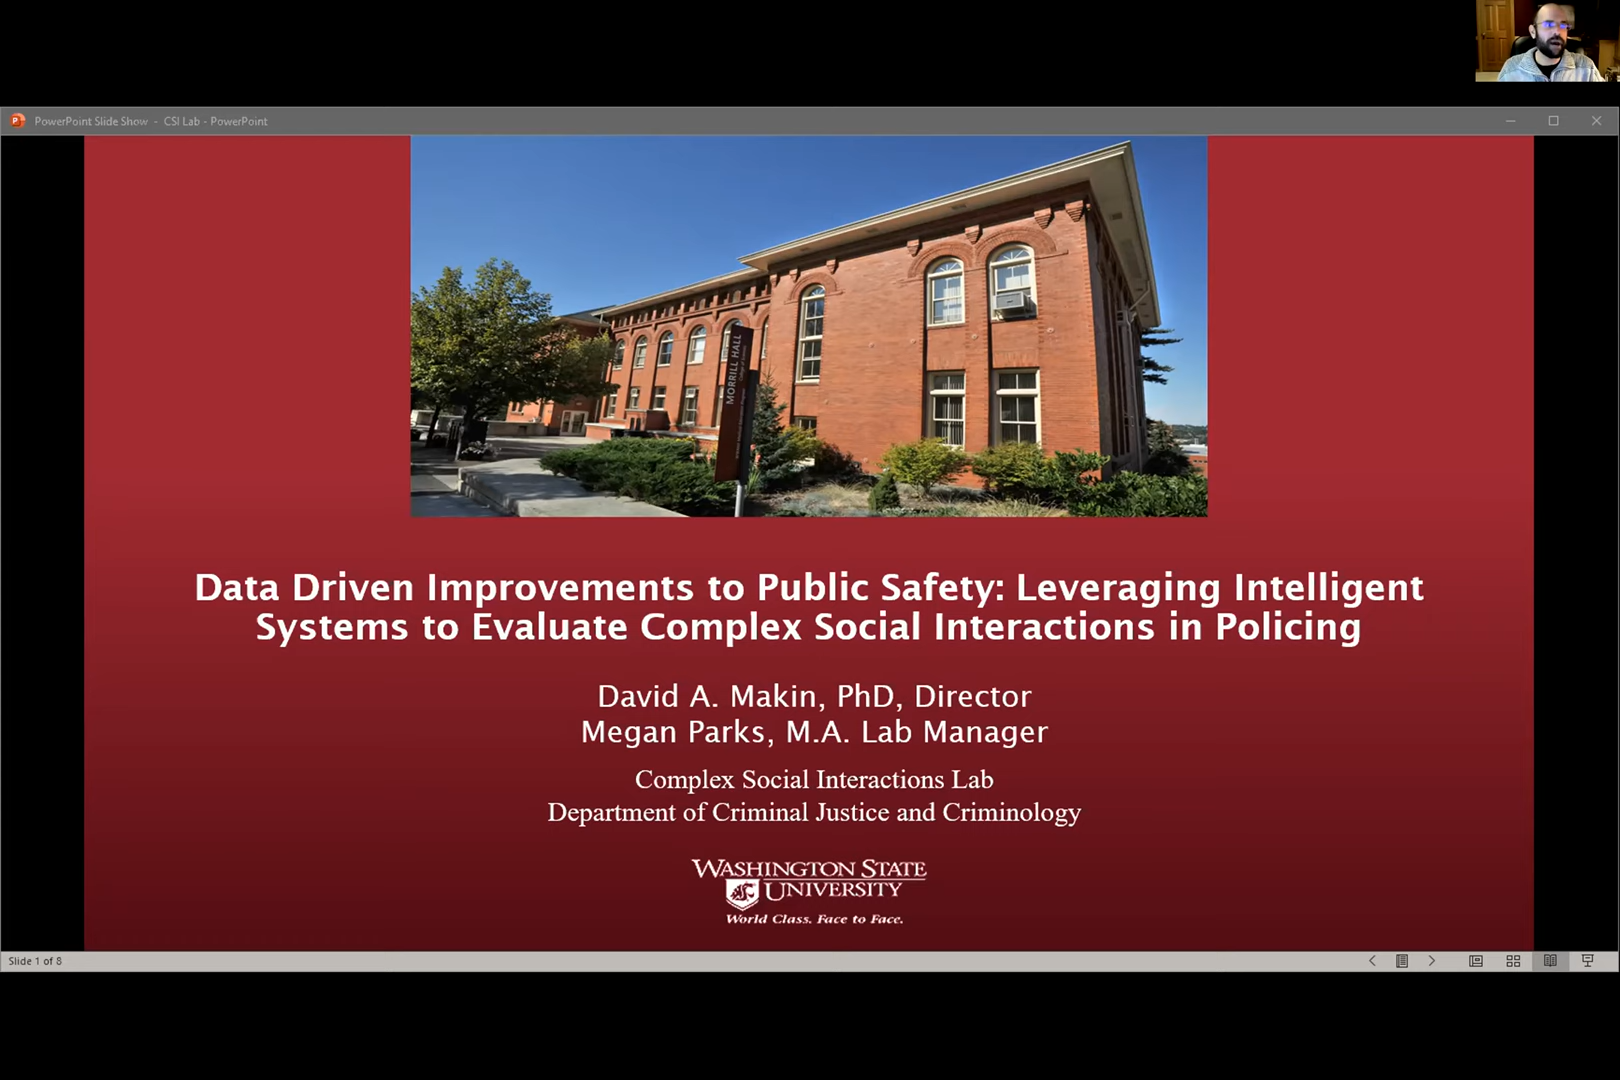 PowerPoint Slide Show - CSI Lab - PowerPoint
MORRILL HALL
Data Driven Improvements to Public Safety: Leveraging Intelligent
Systems to Evaluate Complex Social Interactions in Policing
David A. Makin, PhD, Director
Megan Parks, M.A. Lab Manager
Complex Social Interactions Lab
Department of Criminal Justice and Criminology
WASHINGTON STATE
UNIVERSITY
World Class. Face to Face.
Slide 1 of 8